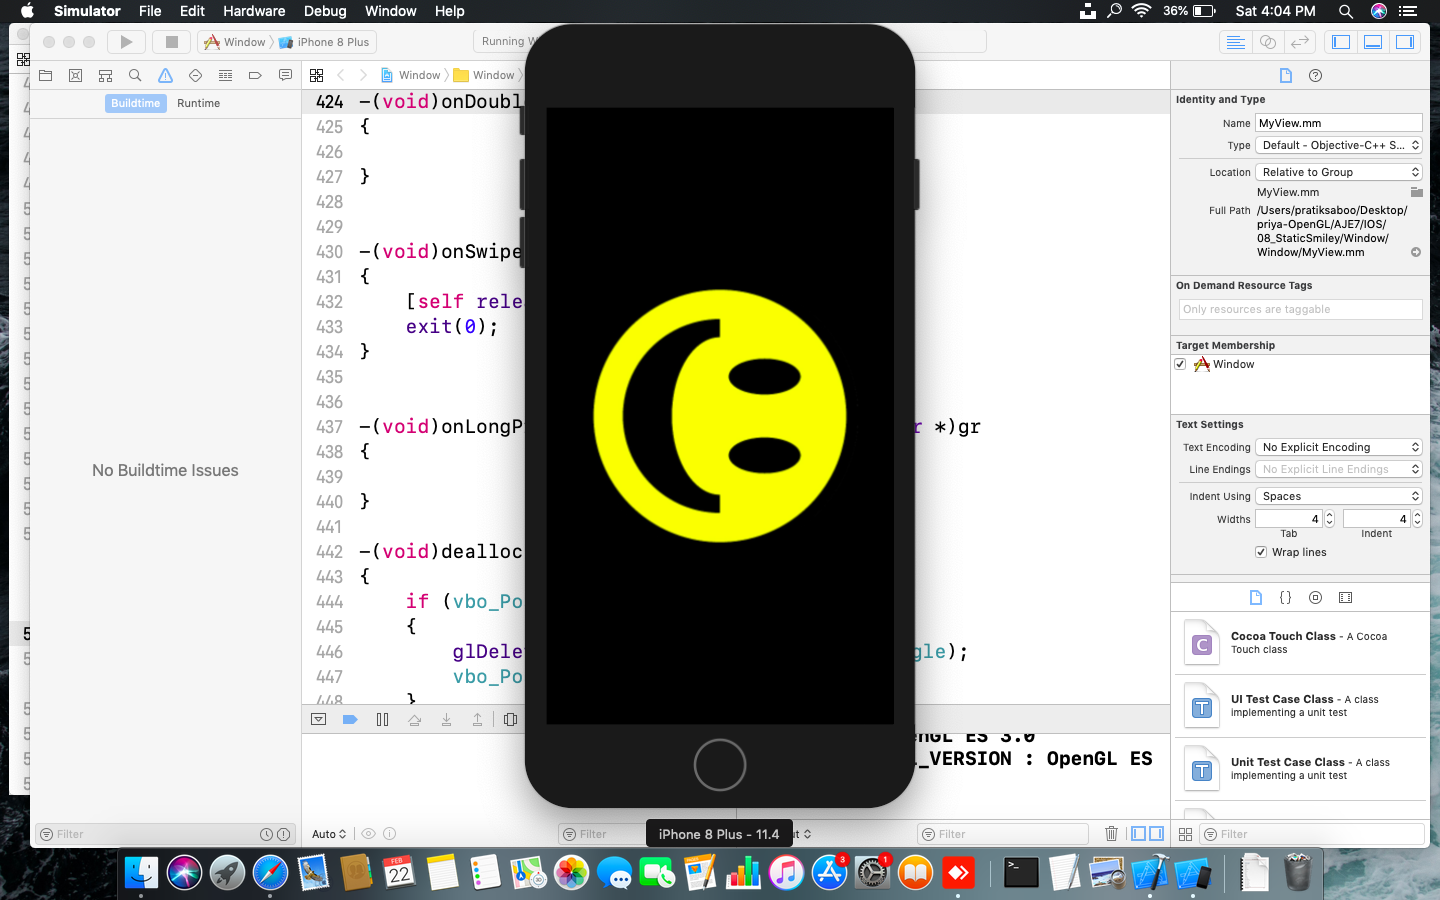 Simulator File Edit Hardware Debug Window Help 36% Sat 4:04 PM
Window iPhone 8 Plus Running
Window Window
Buildtime Runtime
No Buildtime Issues
Filter
424 -(void)onDoubl
425 {
426
427 }
428
429
430 -(void)onSwipe
431 {
432 [self rele
433 exit(0);
434 }
435
436
437 -(void)onLongP r *)gr
438 {
439
440 }
441
442 -(void)dealloc
443 {
444 if (vbo_Po
445 {
446 glDele gle);
447 vbo_Po
448 }
enGL ES 3.0
_VERSION : OpenGL ES
Auto Filter Filter
iPhone 8 Plus - 11.4
Identity and Type
Name MyView.mm
Type Default - Objective-C++ S...
Location Relative to Group
MyView.mm
Full Path /Users/pratiksaboo/Desktop/
priya-OpenGL/AJE7/IOS/
08_StaticSmiley/Window/
Window/MyView.mm
On Demand Resource Tags
Only resources are taggable
Target Membership
Window
Text Settings
Text Encoding No Explicit Encoding
Line Endings No Explicit Line Endings
Indent Using Spaces
Widths 4 4
Tab Indent
Wrap lines
{}
C
Cocoa Touch Class - A Cocoa
Touch class
T
UI Test Case Class - A class
implementing a unit test
T
Unit Test Case Class - A class
implementing a unit test
Filter
FEB
22
3
1